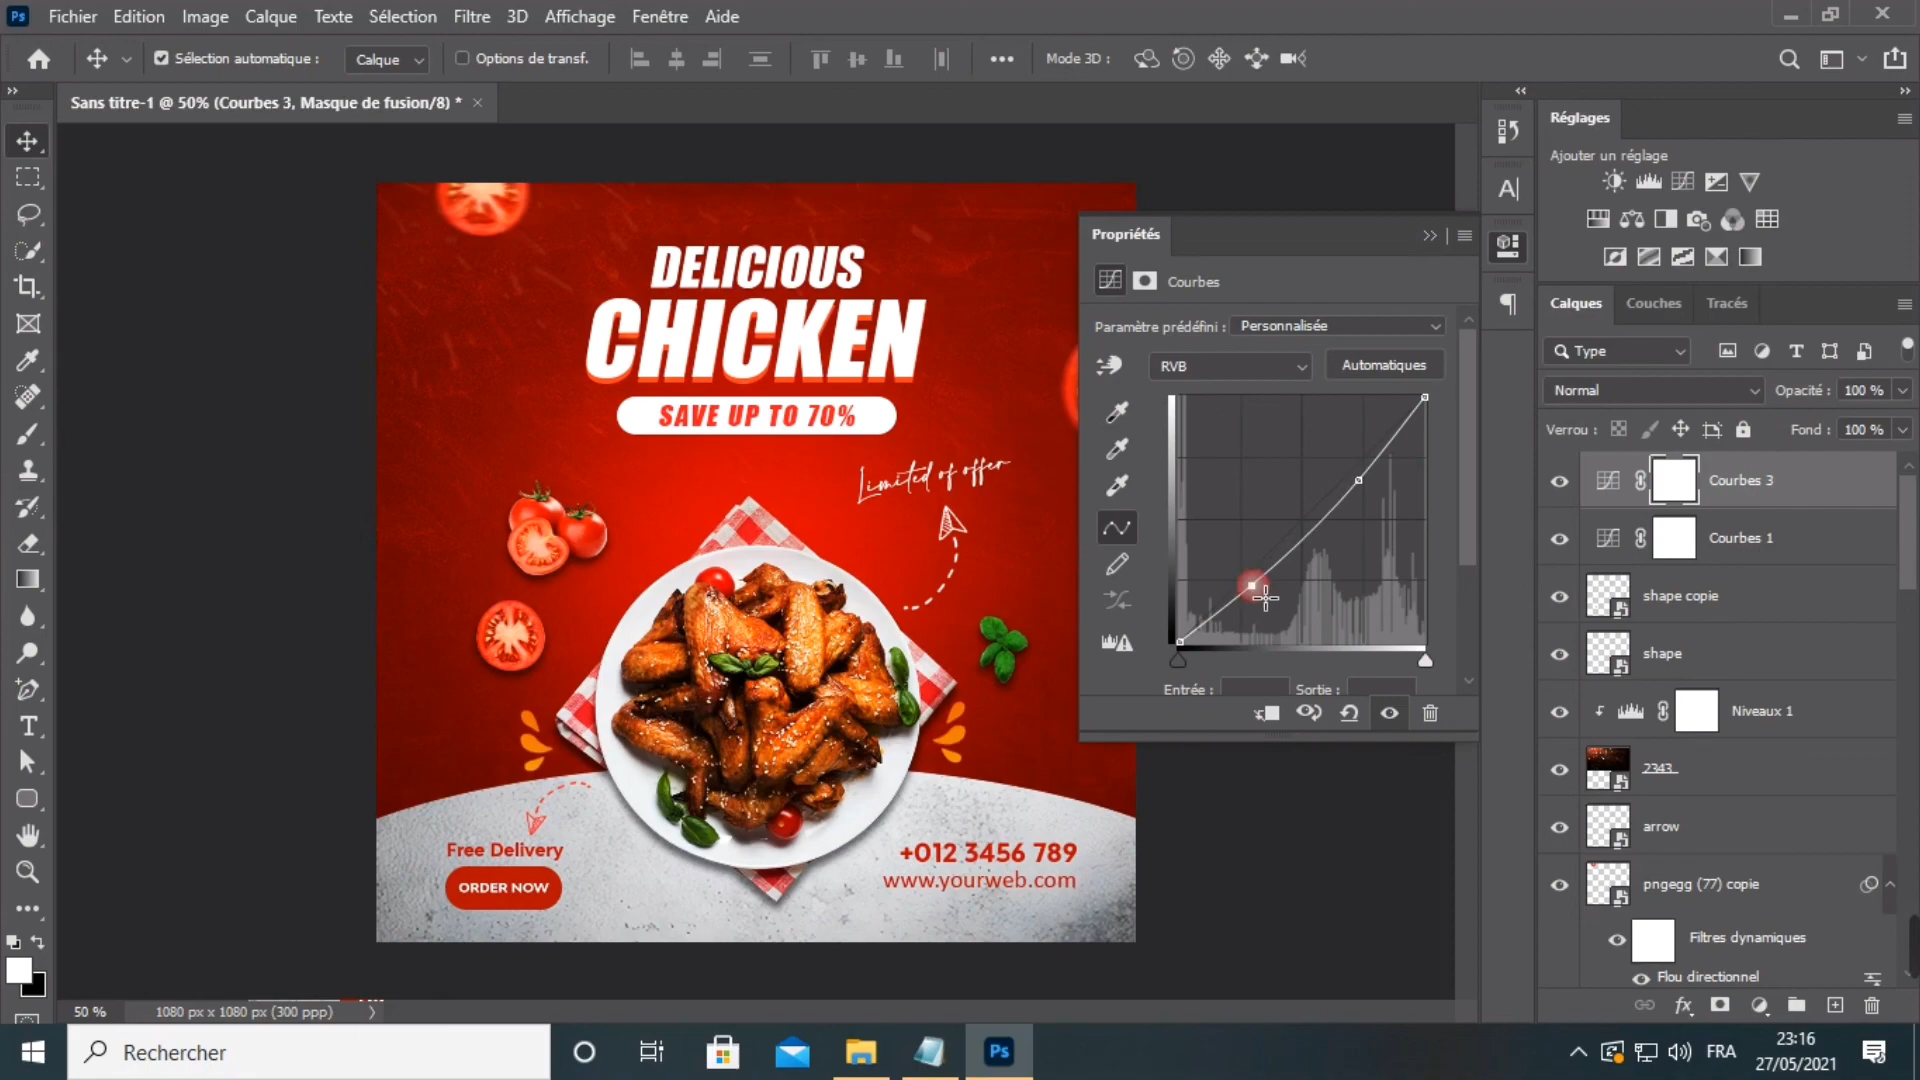 Ps Fichier Edition Image Calque Texte Sélection Filtre 3D Affichage Fenêtre Aide
Sélection automatique : Calque Options de transf. Mode 3D :
Sans titre-1 @ 50% (Courbes 3, Masque de fusion/8) * ×
DELICIOUS
CHICKEN
SAVE UP TO 70%
Limited of offer
Free Delivery
ORDER NOW
+012 3456 789
www.yourweb.com
Propriétés
Courbes
Paramètre prédéfini : Personnalisée
RVB Automatiques
Entrée : Sortie :
Réglages
Ajouter un réglage
Calques Couches Tracés
Type
Normal Opacité : 100 %
Verrou : Fond : 100 %
Courbes 3
Courbes 1
shape copie
shape
Niveaux 1
2343
arrow
pngegg (77) copie
Filtres dynamiques
Flou directionnel
fx
50 % 1080 px x 1080 px (300 ppp)
Rechercher
Ps
FRA
23:16
27/05/2021